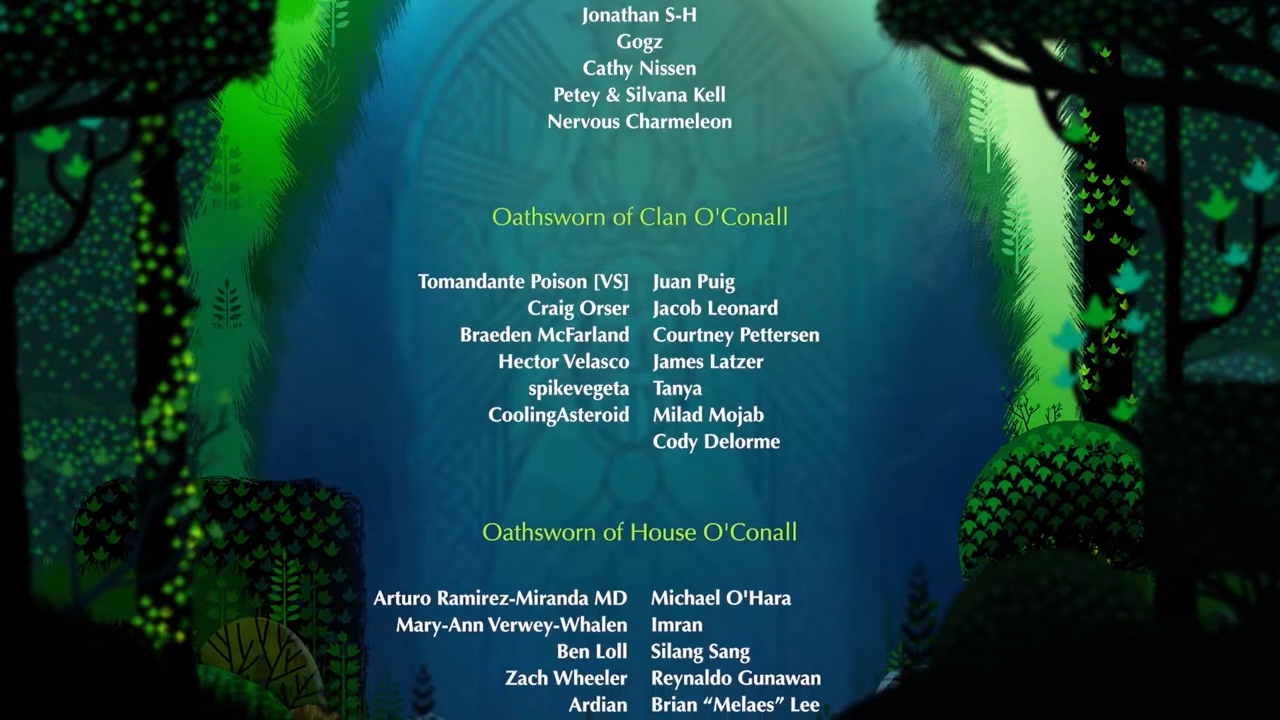 Jonathan S-H
Gogz
Cathy Nissen
Petey & Silvana Kell
Nervous Charmeleon
Oathsworn of Clan O'Conall
Tomandante Poison [VS] Juan Puig
Craig Orser Jacob Leonard
Braeden McFarland Courtney Pettersen
Hector Velasco James Latzer
spikevegeta Tanya
CoolingAsteroid Milad Mojab
Cody Delorme
Oathsworn of House O'Conall
Arturo Ramirez-Miranda MD Michael O'Hara
Mary-Ann Verwey-Whalen Imran
Ben Loll Silang Sang
Zach Wheeler Reynaldo Gunawan
Ardian Brian “Melaes” Lee